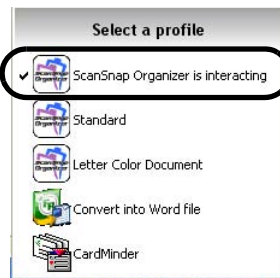 Select a profile
ScanSnap Organizer is interacting
Standard
Letter Color Document
Convert into Word file
CardMinder